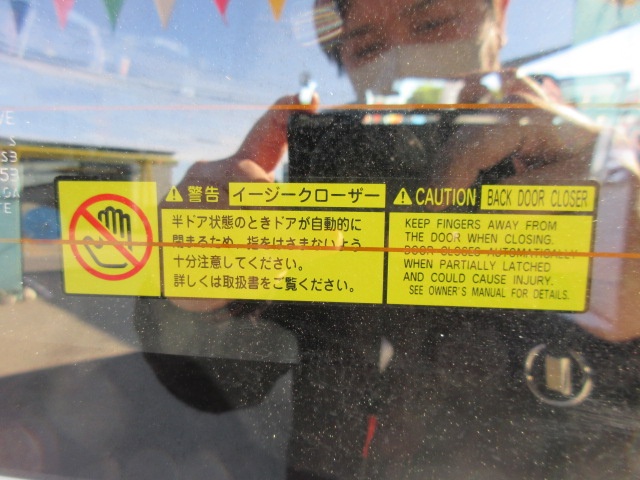 警告 イージークローザー
半ドア状態のときドアが自動的に
閉まるため、指をはさまないよう
十分注意してください。
詳しくは取扱書をご覧ください。
CAUTION BACK DOOR CLOSER
KEEP FINGERS AWAY FROM
THE DOOR WHEN CLOSING.
DOOR CLOSES AUTOMATICALLY
WHEN PARTIALLY LATCHED
AND COULD CAUSE INJURY.
SEE OWNER'S MANUAL FOR DETAILS.